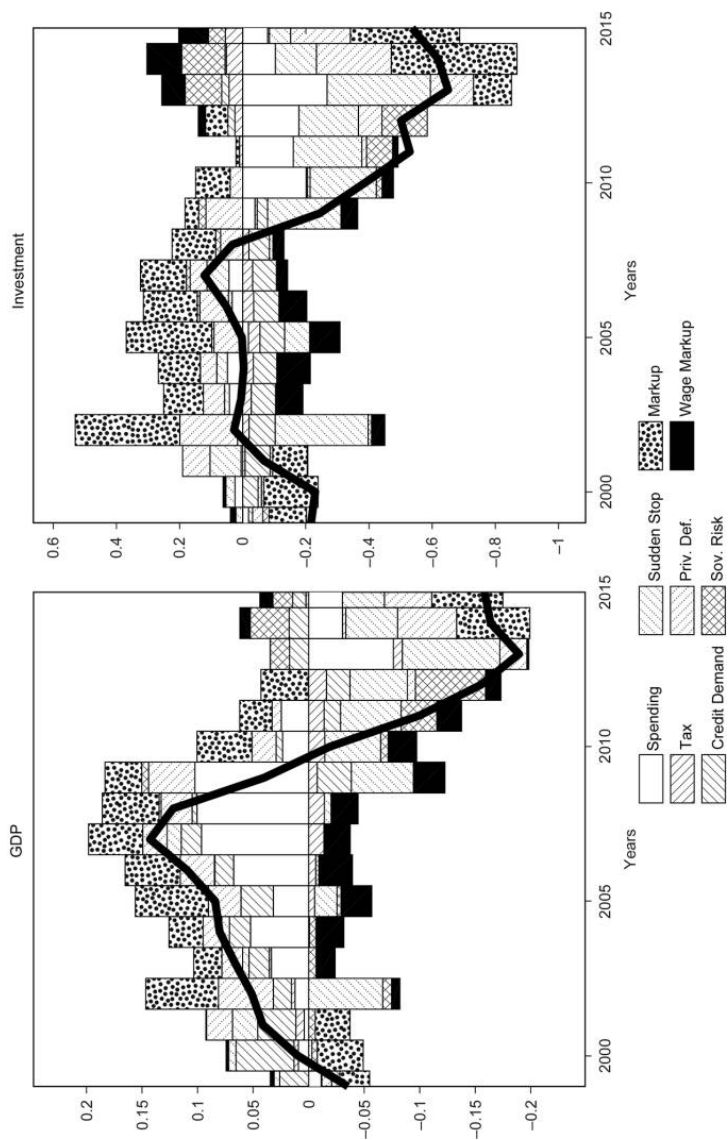 GDP
0.2
0.15
0.1
0.05
0
−0.05
−0.1
−0.15
−0.2
2000
2005
2010
2015
Years
Investment
0.6
0.4
0.2
0
−0.2
−0.4
−0.6
−0.8
−1
2000
2005
2010
2015
Years
Spending
Sudden Stop
Markup
Tax
Priv. Def.
Wage Markup
Credit Demand
Sov. Risk